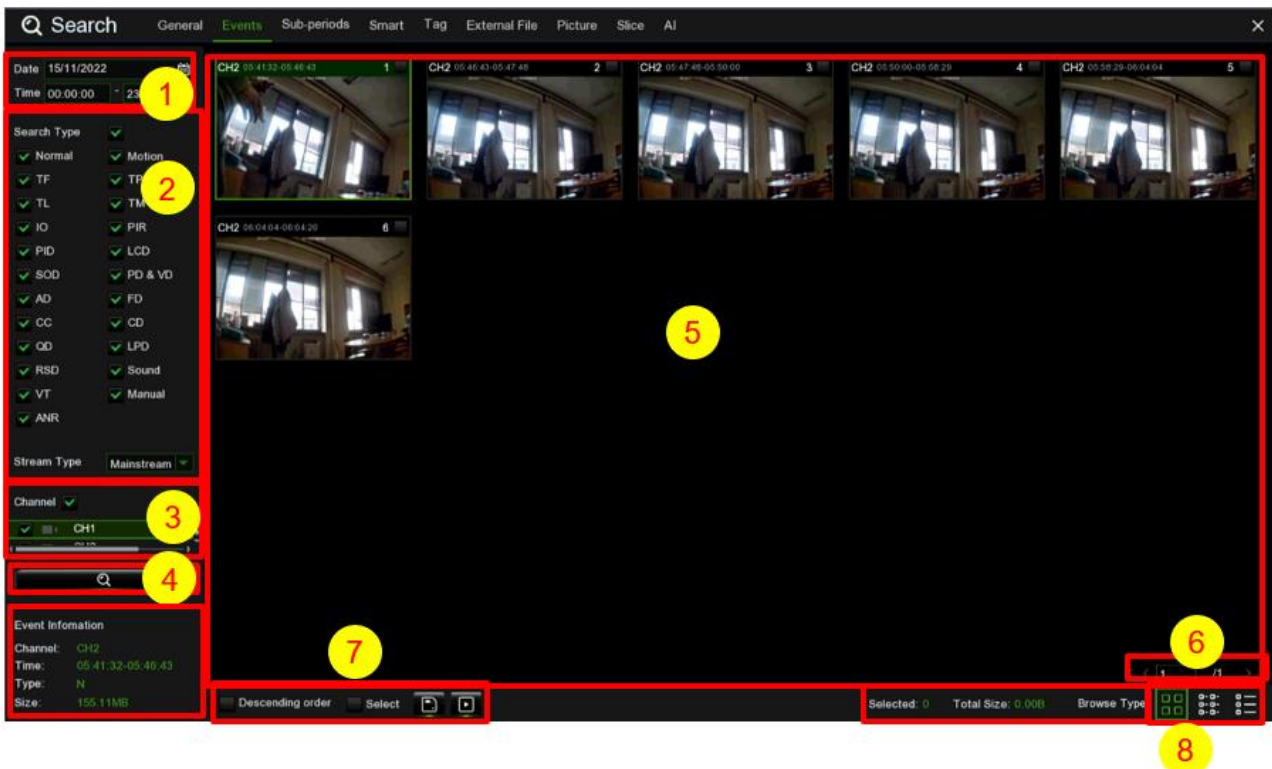 Search General Events Sub-periods Smart Tag External File Picture Slice AI
Date 15/11/2022
Time 00:00:00 - 23
1
Search Type
Normal Motion
TF
2
TL TM
IO PIR
PID LCD
SOD PD & VD
AD FD
CC CD
QD LPD
RSD Sound
VT Manual
ANR
Stream Type Mainstream
Channel
CH1
3
4
Event Infomation
Channel: CH2
Time: 05:41:32-05:46:43
Type: N
Size: 155.11MB
CH2 05:41:32-05:46:43 1
CH2 05:46:43-05:47:48 2
CH2 05:47:48-05:50:00 3
CH2 05:50:00-05:58:29 4
CH2 05:58:29-06:04:04 5
CH2 06:04:04-06:04:20 6
5
6
1 /1
7
Descending order Select
Selected: 0 Total Size: 0.00B Browse Type
8